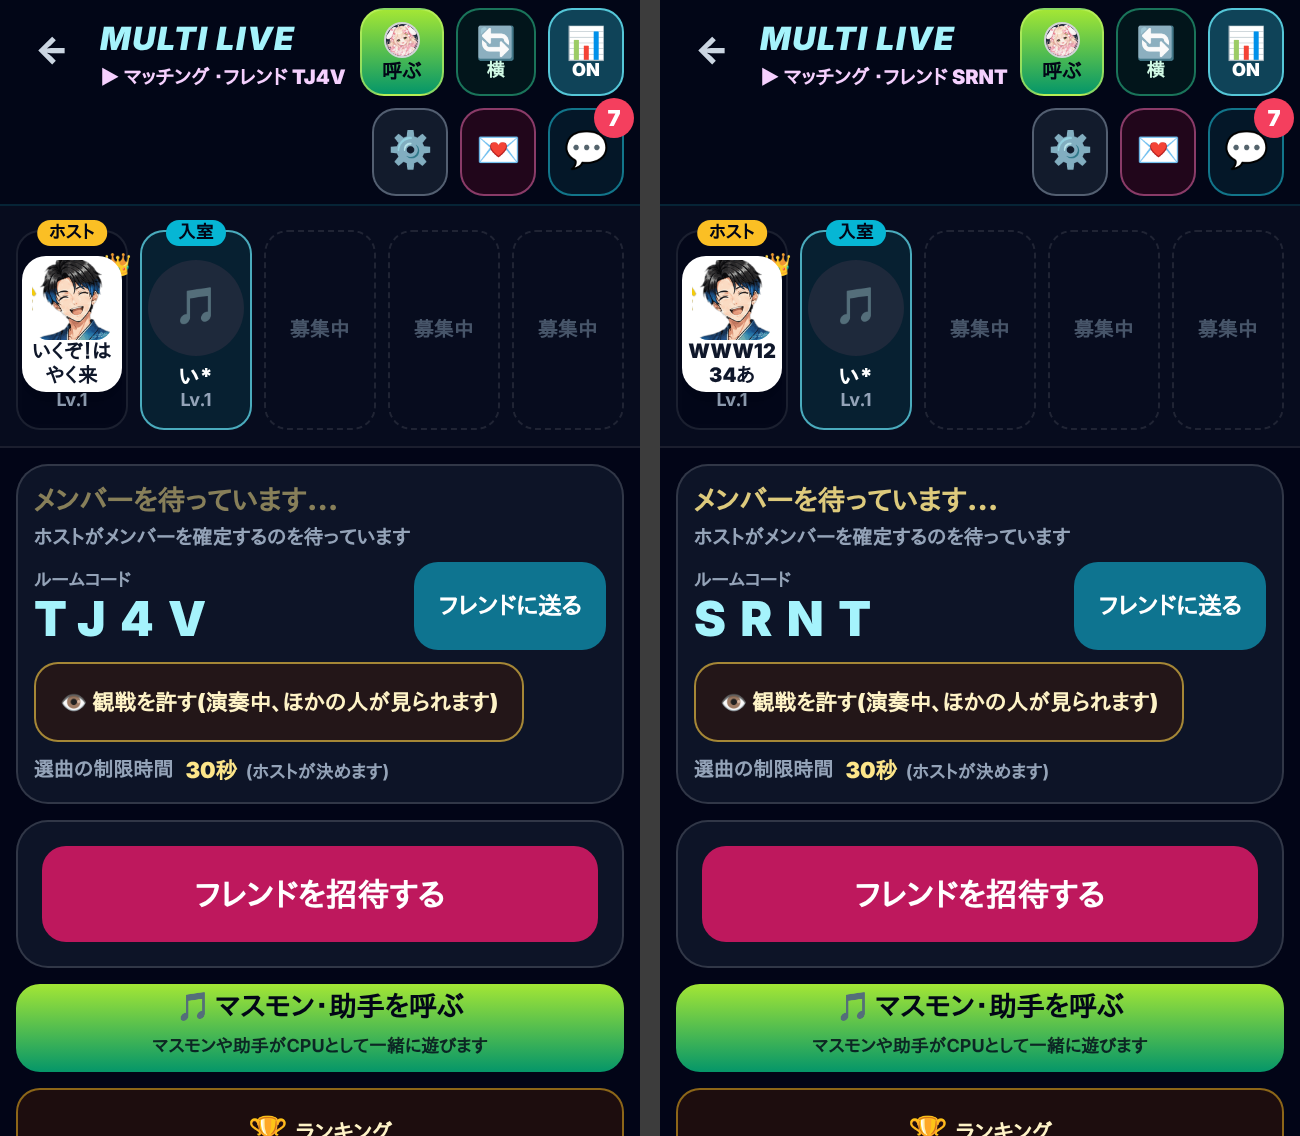 MULTI LIVE
▶ マッチング ・フレンド TJ4V
呼ぶ
横
ON
7
ホスト
入室
いくぞ!は
やく来
Lv.1
い*
Lv.1
募集中
募集中
募集中
メンバーを待っています...
ホストがメンバーを確定するのを待っています
ルームコード
TJ4V
フレンドに送る
観戦を許す(演奏中、ほかの人が見られます)
選曲の制限時間 30秒 (ホストが決めます)
フレンドを招待する
マスモン・助手を呼ぶ
マスモンや助手がCPUとして一緒に遊びます
ランキング
MULTI LIVE
▶ マッチング ・フレンド SRNT
呼ぶ
横
ON
7
ホスト
入室
WWW12
34あ
Lv.1
い*
Lv.1
募集中
募集中
募集中
メンバーを待っています...
ホストがメンバーを確定するのを待っています
ルームコード
SRNT
フレンドに送る
観戦を許す(演奏中、ほかの人が見られます)
選曲の制限時間 30秒 (ホストが決めます)
フレンドを招待する
マスモン・助手を呼ぶ
マスモンや助手がCPUとして一緒に遊びます
ランキング